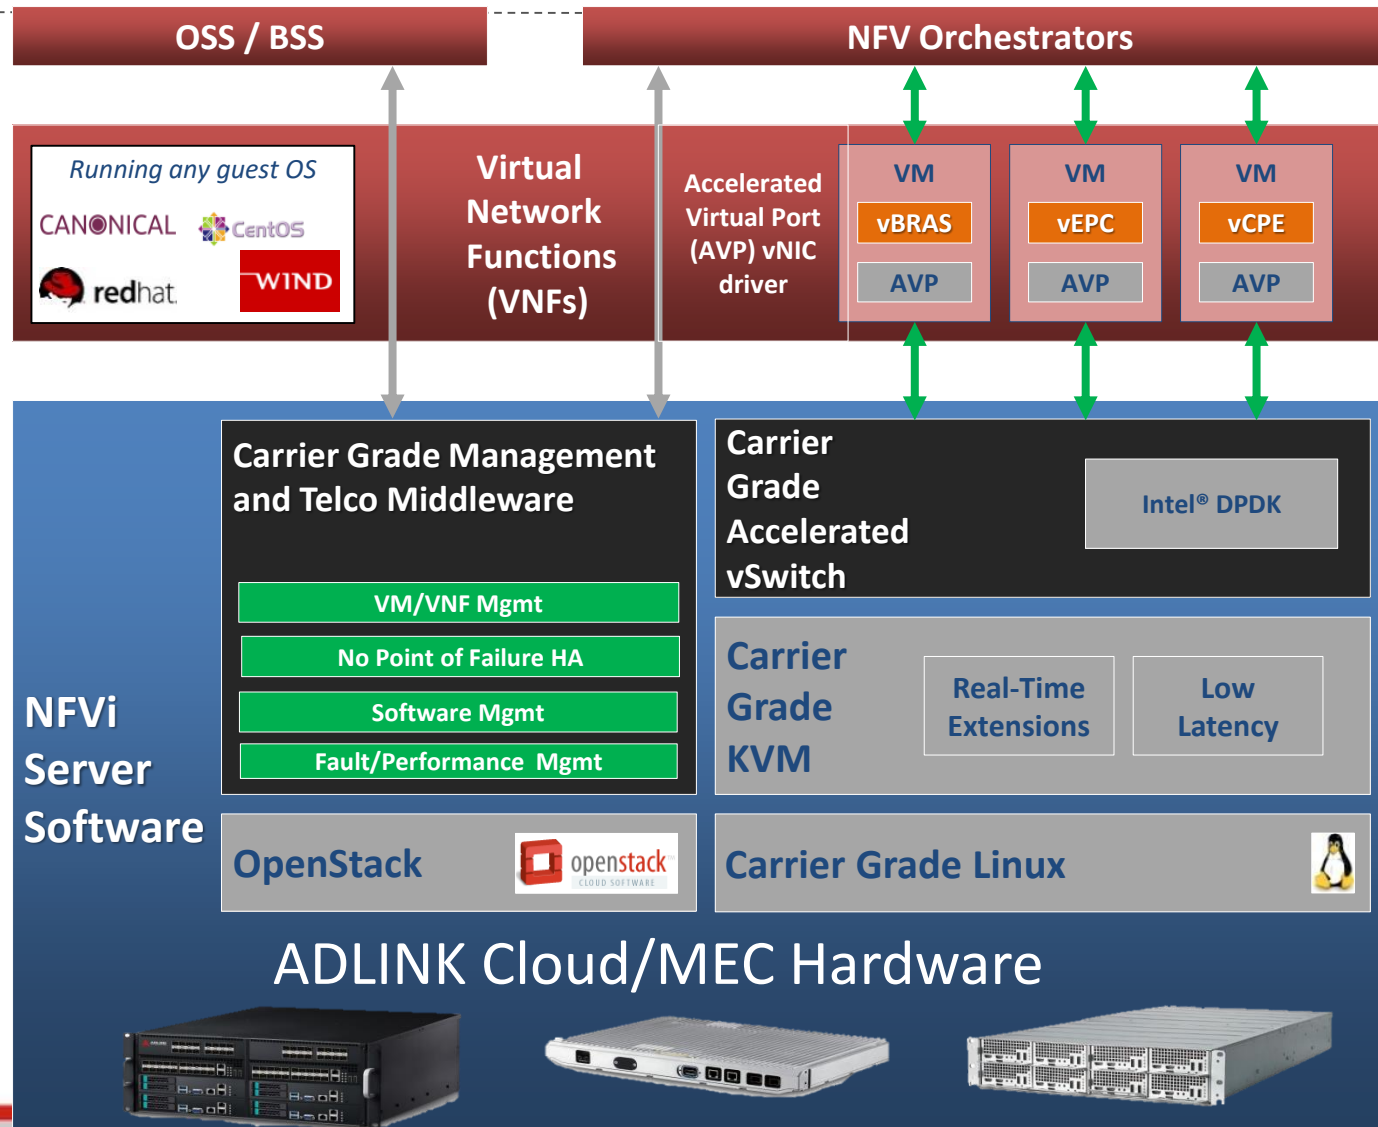 OSS / BSS
NFV Orchestrators
Running any guest OS
CANONICAL
CentOS
redhat.
WIND
Virtual
Network
Functions
(VNFs)
Accelerated
Virtual Port
(AVP) vNIC
driver
VM
vBRAS
AVP
VM
vEPC
AVP
VM
vCPE
AVP
NFVi
Server
Software
Carrier Grade Management
and Telco Middleware
VM/VNF Mgmt
No Point of Failure HA
Software Mgmt
Fault/Performance Mgmt
Carrier
Grade
Accelerated
vSwitch
Intel® DPDK
Carrier
Grade
KVM
Real-Time
Extensions
Low
Latency
OpenStack
openstack™
CLOUD SOFTWARE
Carrier Grade Linux
ADLINK Cloud/MEC Hardware